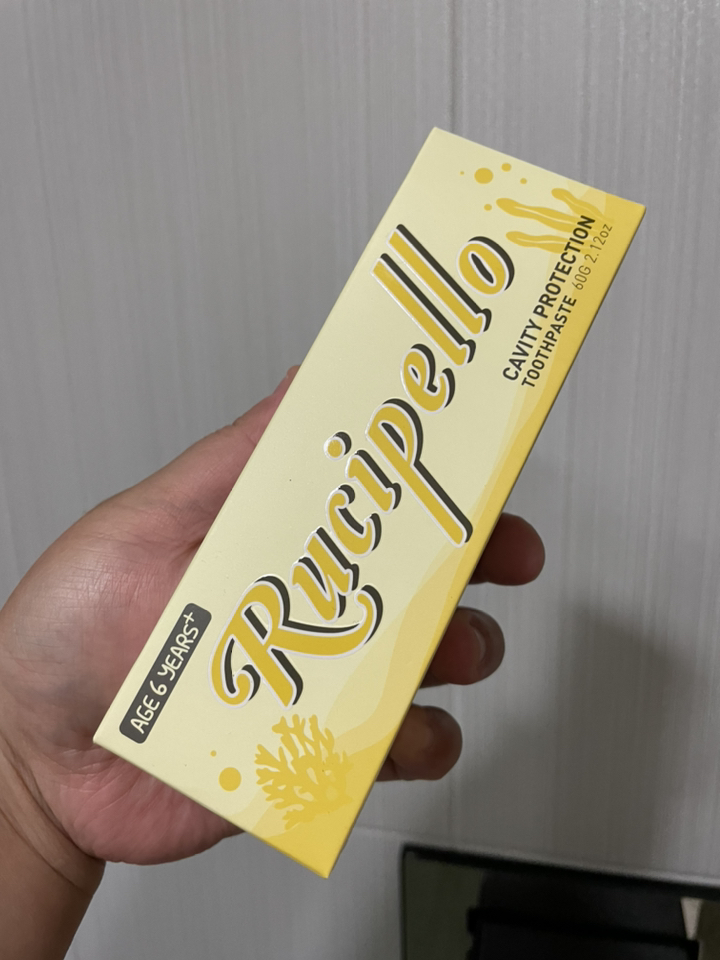 AGE 6 YEARS+
Rucipello
CAVITY PROTECTION
TOOTHPASTE 60G 2.12oz